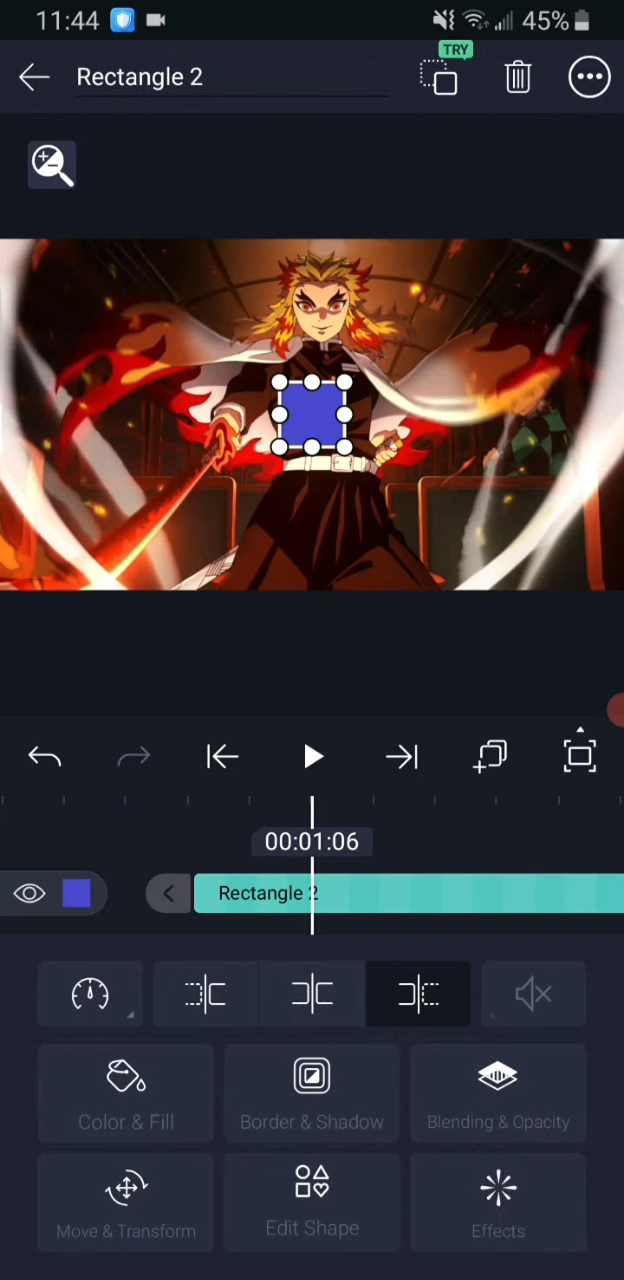 11:44
45%
TRY
Rectangle 2
00:01:06
Rectangle 2
Color & Fill
Border & Shadow
Blending & Opacity
Move & Transform
Edit Shape
Effects